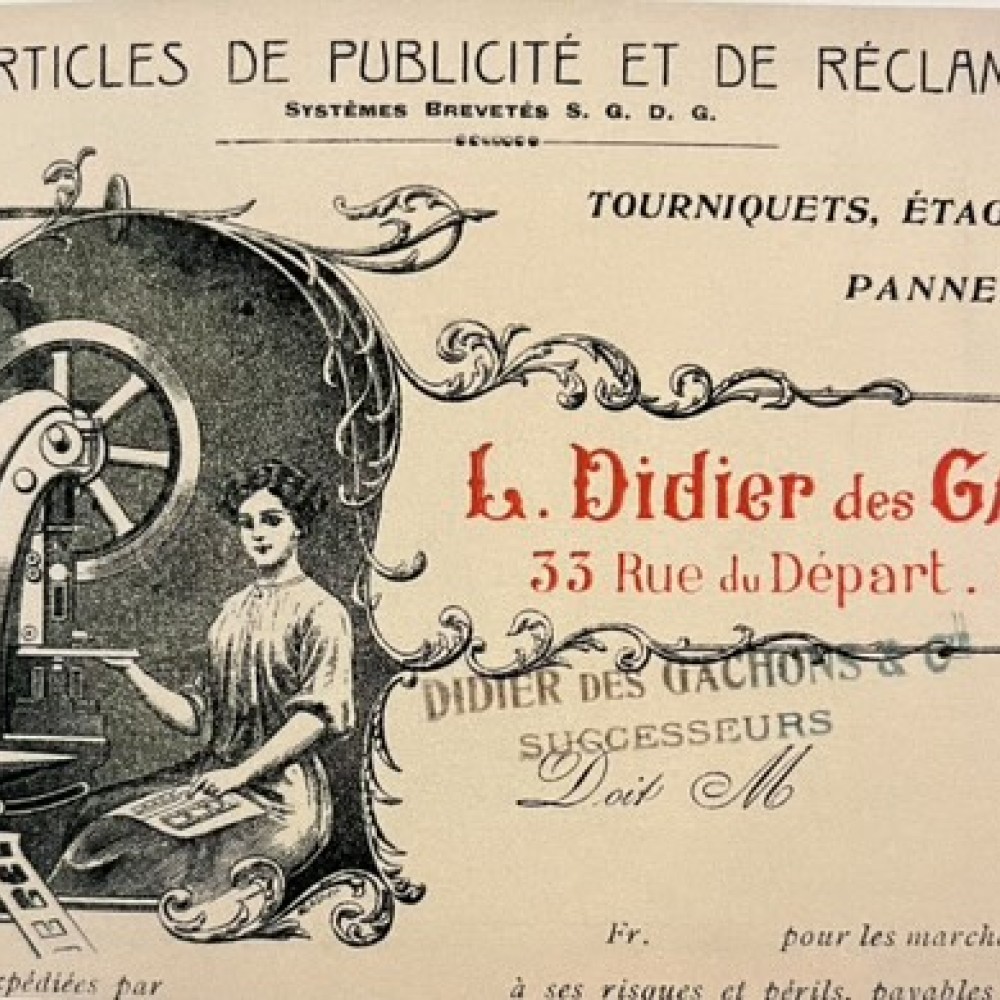 ARTICLES DE PUBLICITÉ ET DE RÉCLAM
SYSTÈMES BREVETÉS S. G. D. G.
TOURNIQUETS, ÉTAG
PANNE
L. Didier des GA
33 Rue du Départ.
DIDIER DES GACHONS & Cie
SUCCESSEURS
Doit M
Fr. pour les march
xpédiées par à ses risques et périls, payables